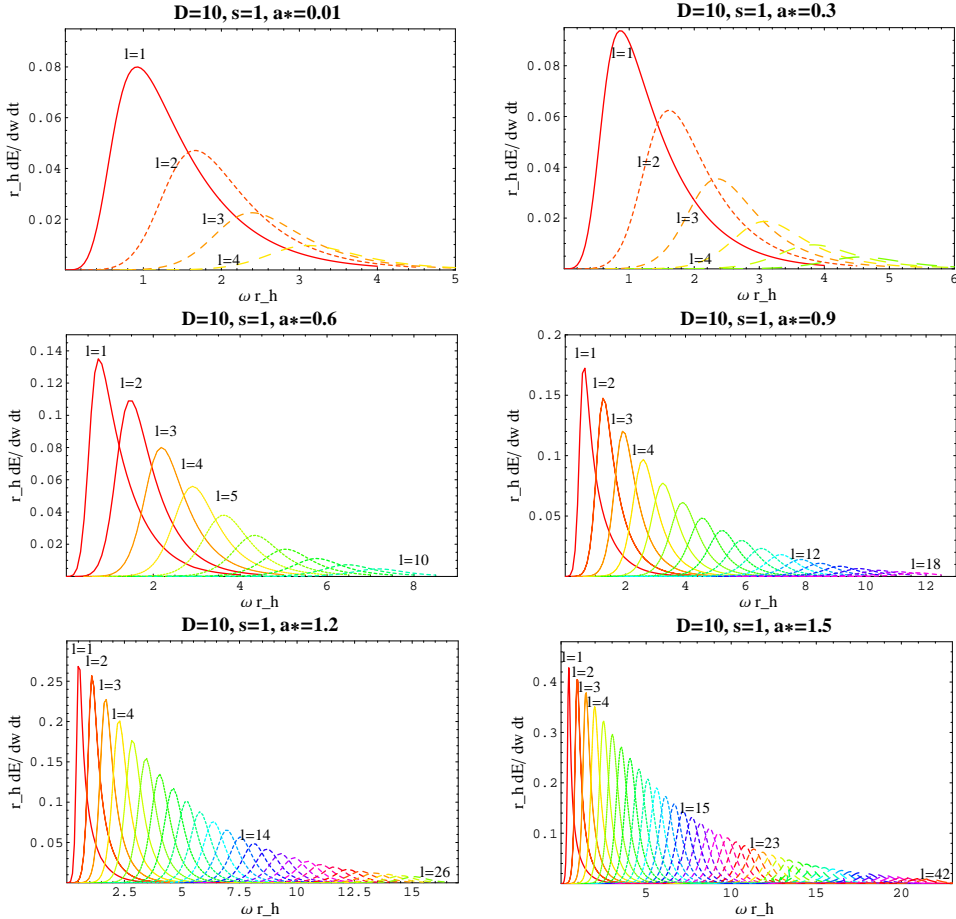 D=10, s=1, a*=0.01
r_h dE/ dw dt
0.08
0.06
0.04
0.02
l=1
l=2
l=3
l=4
1
2
3
4
5
ω r_h
D=10, s=1, a*=0.3
r_h dE/ dw dt
0.08
0.06
0.04
0.02
l=1
l=2
l=3
l=4
1
2
3
4
5
6
ω r_h
D=10, s=1, a*=0.6
r_h dE/ dw dt
0.14
0.12
0.1
0.08
0.06
0.04
0.02
l=1
l=2
l=3
l=4
l=5
l=10
2
4
6
8
ω r_h
D=10, s=1, a*=0.9
r_h dE/ dw dt
0.2
0.15
0.1
0.05
l=1
l=2
l=3
l=4
l=12
l=18
2
4
6
8
10
12
ω r_h
D=10, s=1, a*=1.2
r_h dE/ dw dt
0.25
0.2
0.15
0.1
0.05
l=1
l=2
l=3
l=4
l=14
l=26
2.5
5
7.5
10
12.5
15
ω r_h
D=10, s=1, a*=1.5
r_h dE/ dw dt
0.4
0.3
0.2
0.1
l=1
l=2
l=3
l=4
l=15
l=23
l=42
5
10
15
20
ω r_h